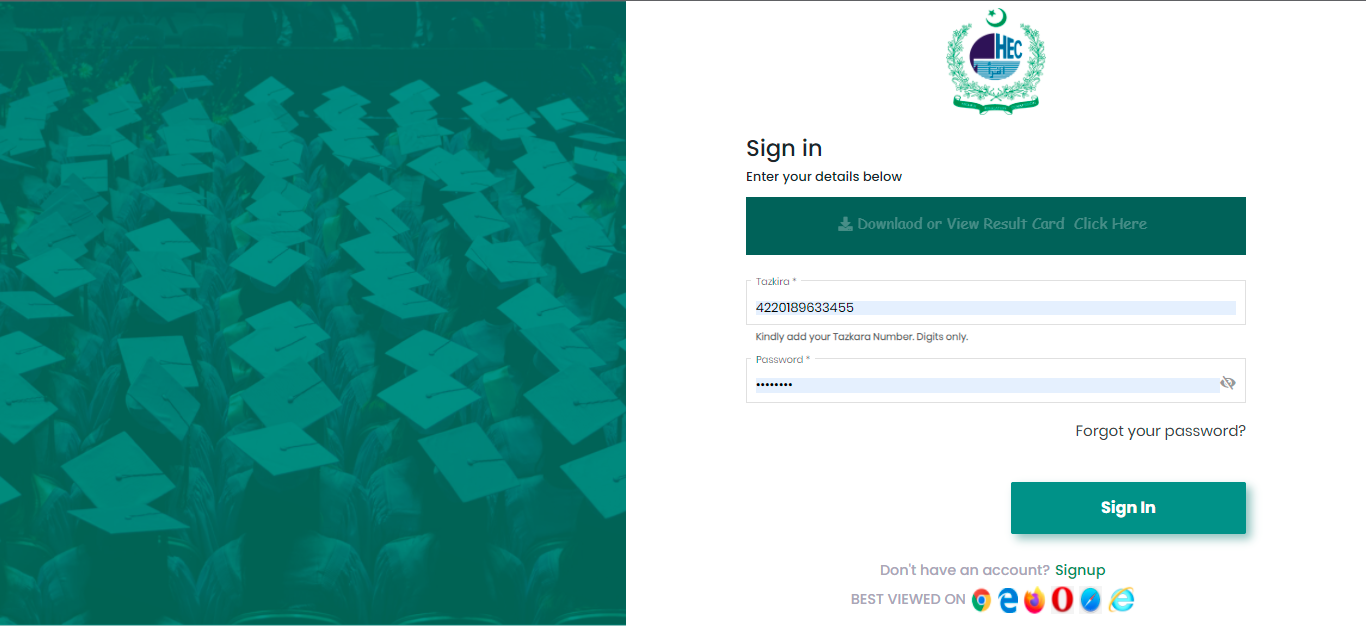 HEC
Sign in
Enter your details below
Downlaod or View Result Card Click Here
Tazkira *
4220189633455
Kindly add your Tazkara Number. Digits only.
Password *
••••••••
Forgot your password?
Sign In
Don't have an account? Signup
BEST VIEWED ON